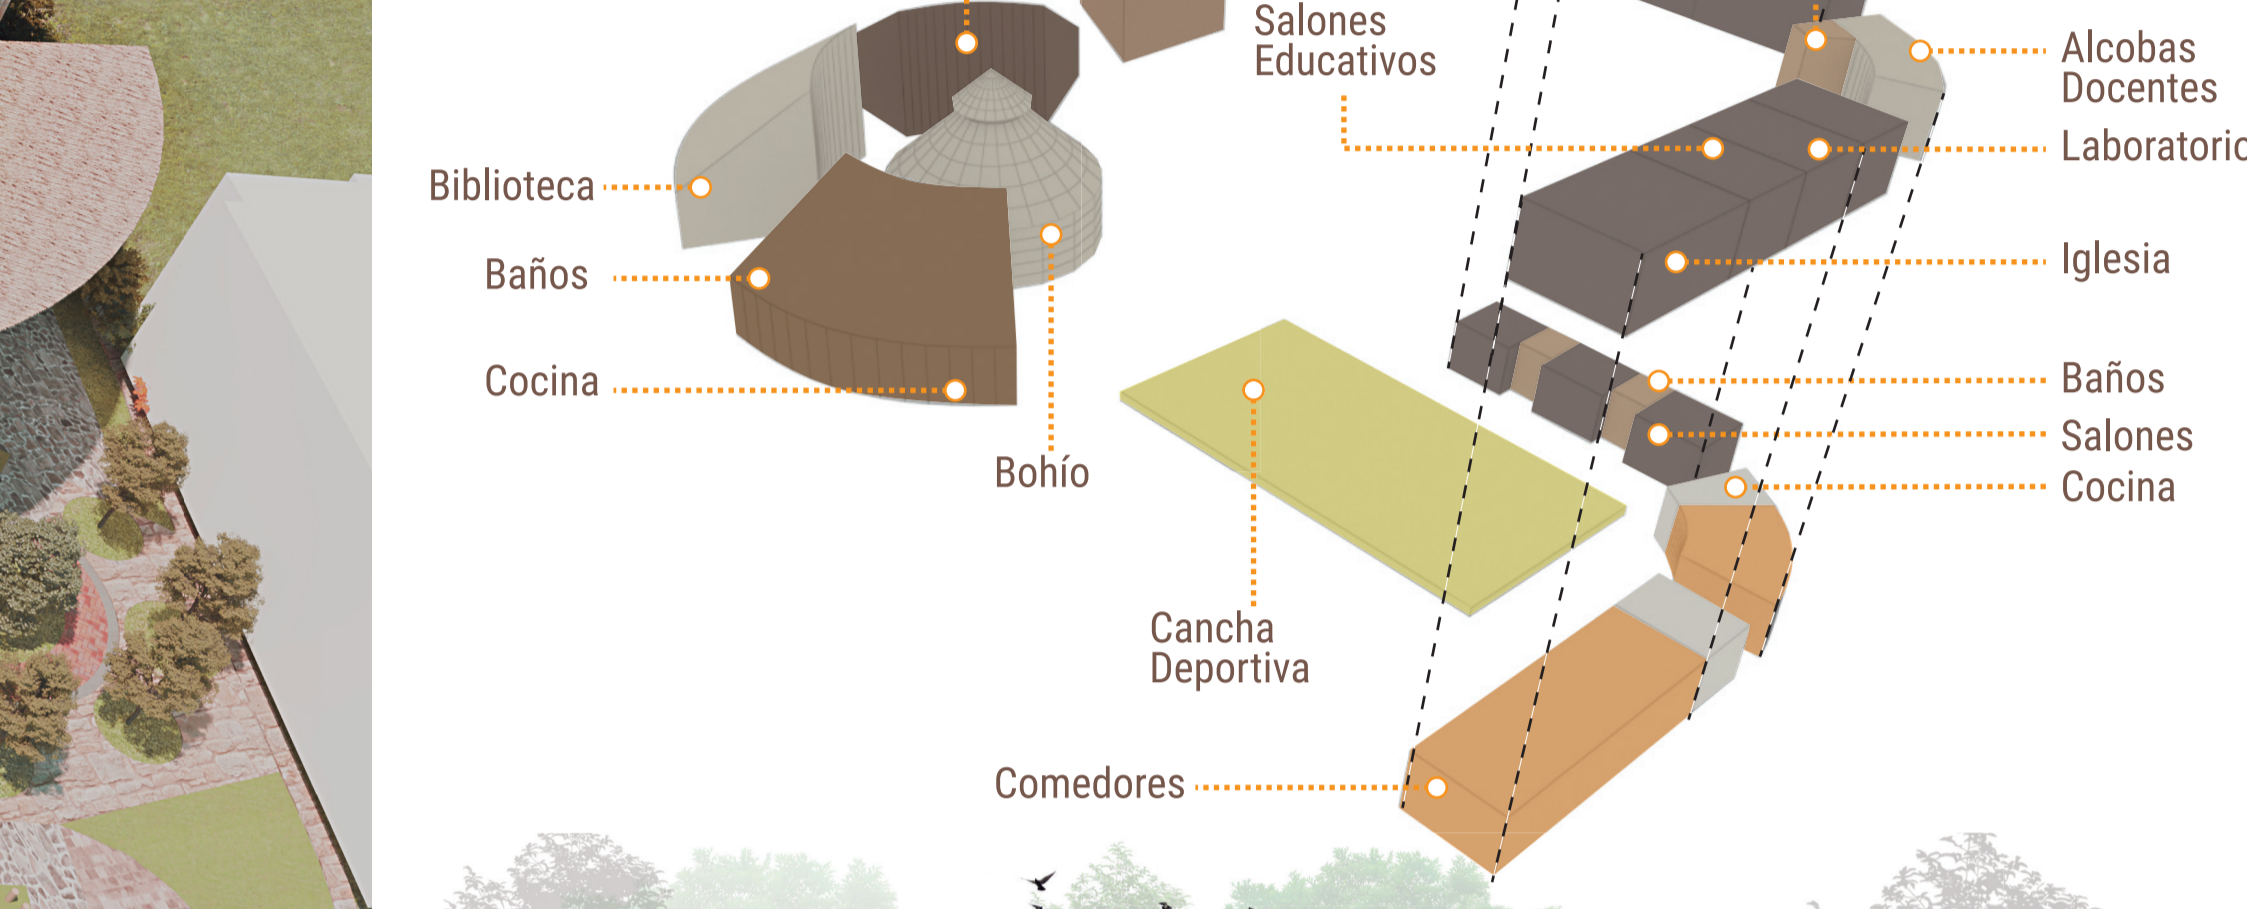 Salones
Educativos
Alcobas
Docentes
Laboratorio
Biblioteca
Iglesia
Baños
Cocina
Baños
Salones
Cocina
Bohío
Cancha
Deportiva
Comedores